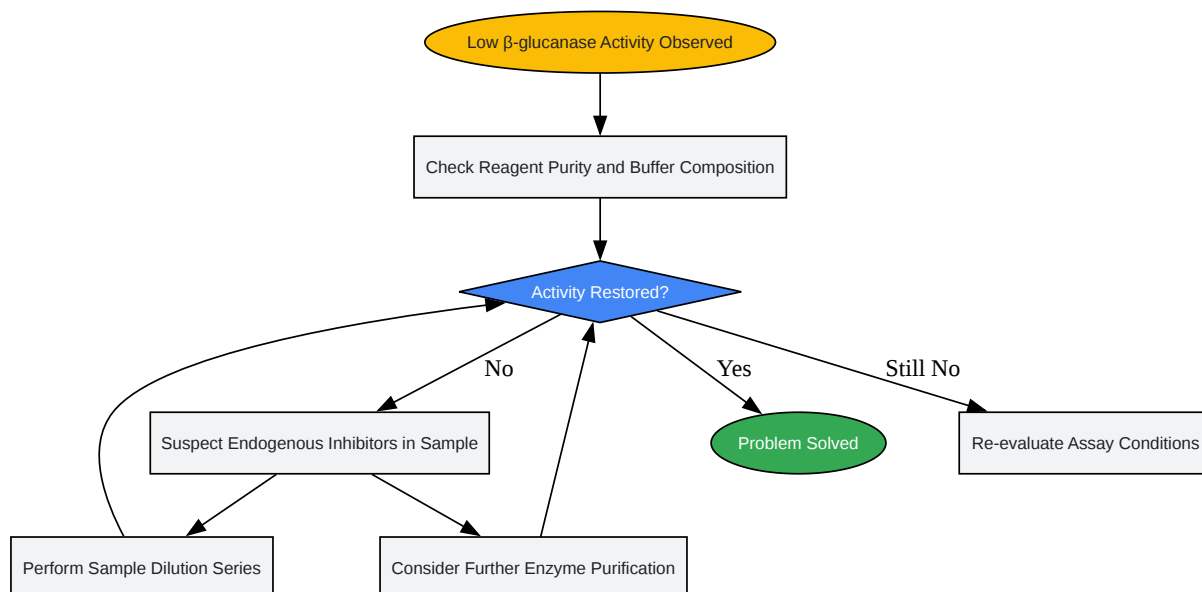 Low β-glucanase Activity Observed
Check Reagent Purity and Buffer Composition
Activity Restored?
No
Yes
Still No
Suspect Endogenous Inhibitors in Sample
Problem Solved
Re-evaluate Assay Conditions
Perform Sample Dilution Series
Consider Further Enzyme Purification